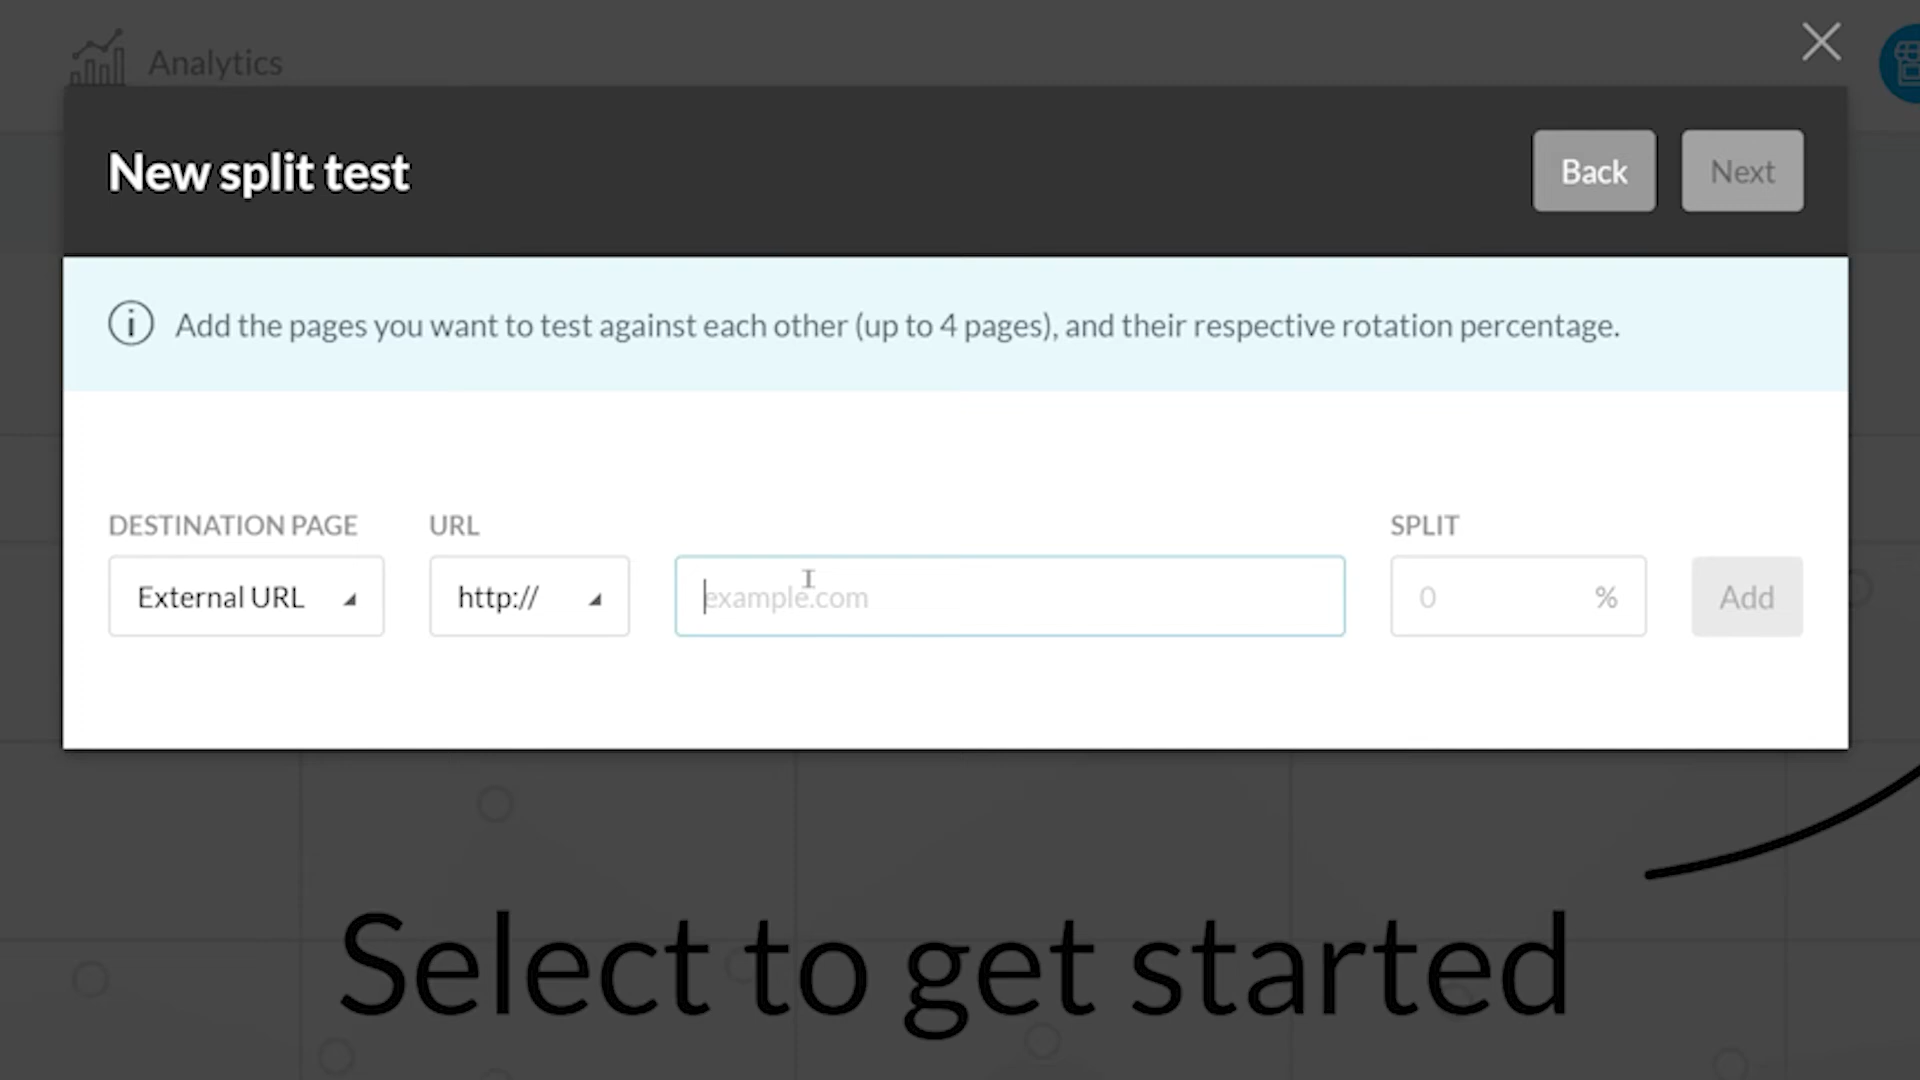 Analytics
New split test
Back
Next
Add the pages you want to test against each other (up to 4 pages), and their respective rotation percentage.
DESTINATION PAGE
URL
SPLIT
External URL
http://
example.com
0
%
Add
Select to get started